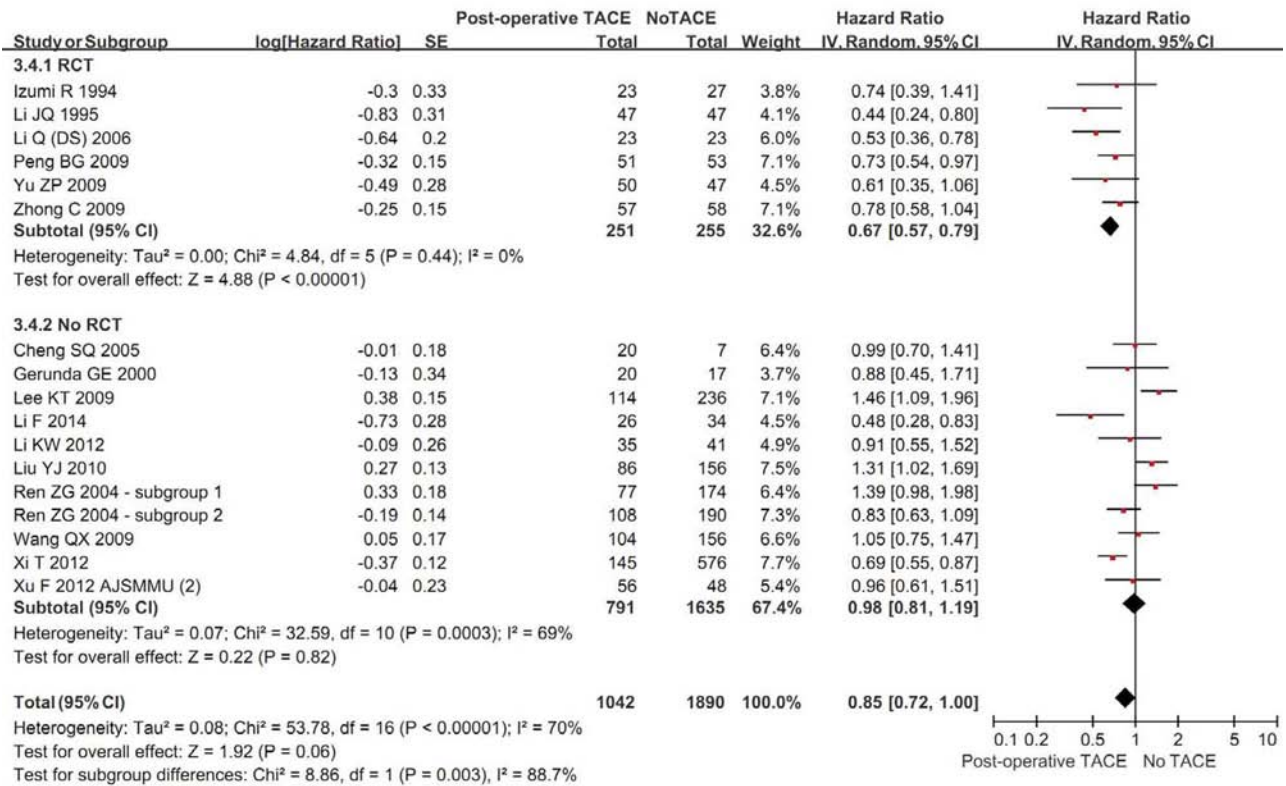 Post-operative TACE NoTACE Hazard Ratio Hazard Ratio
Study or Subgroup log[Hazard Ratio] SE Total Total Weight IV, Random, 95% CI IV, Random, 95% CI
3.4.1 RCT
Izumi R 1994 -0.3 0.33 23 27 3.8% 0.74 [0.39, 1.41]
Li JQ 1995 -0.83 0.31 47 47 4.1% 0.44 [0.24, 0.80]
Li Q (DS) 2006 -0.64 0.2 23 23 6.0% 0.53 [0.36, 0.78]
Peng BG 2009 -0.32 0.15 51 53 7.1% 0.73 [0.54, 0.97]
Yu ZP 2009 -0.49 0.28 50 47 4.5% 0.61 [0.35, 1.06]
Zhong C 2009 -0.25 0.15 57 58 7.1% 0.78 [0.58, 1.04]
Subtotal (95% CI) 251 255 32.6% 0.67 [0.57, 0.79]
Heterogeneity: Tau² = 0.00; Chi² = 4.84, df = 5 (P = 0.44); I² = 0%
Test for overall effect: Z = 4.88 (P < 0.00001)
3.4.2 No RCT
Cheng SQ 2005 -0.01 0.18 20 7 6.4% 0.99 [0.70, 1.41]
Gerunda GE 2000 -0.13 0.34 20 17 3.7% 0.88 [0.45, 1.71]
Lee KT 2009 0.38 0.15 114 236 7.1% 1.46 [1.09, 1.96]
Li F 2014 -0.73 0.28 26 34 4.5% 0.48 [0.28, 0.83]
Li KW 2012 -0.09 0.26 35 41 4.9% 0.91 [0.55, 1.52]
Liu YJ 2010 0.27 0.13 86 156 7.5% 1.31 [1.02, 1.69]
Ren ZG 2004 - subgroup 1 0.33 0.18 77 174 6.4% 1.39 [0.98, 1.98]
Ren ZG 2004 - subgroup 2 -0.19 0.14 108 190 7.3% 0.83 [0.63, 1.09]
Wang QX 2009 0.05 0.17 104 156 6.6% 1.05 [0.75, 1.47]
Xi T 2012 -0.37 0.12 145 576 7.7% 0.69 [0.55, 0.87]
Xu F 2012 AJSMMU (2) -0.04 0.23 56 48 5.4% 0.96 [0.61, 1.51]
Subtotal (95% CI) 791 1635 67.4% 0.98 [0.81, 1.19]
Heterogeneity: Tau² = 0.07; Chi² = 32.59, df = 10 (P = 0.0003); I² = 69%
Test for overall effect: Z = 0.22 (P = 0.82)
Total (95% CI) 1042 1890 100.0% 0.85 [0.72, 1.00]
Heterogeneity: Tau² = 0.08; Chi² = 53.78, df = 16 (P < 0.00001); I² = 70%
Test for overall effect: Z = 1.92 (P = 0.06)
Test for subgroup differences: Chi² = 8.86, df = 1 (P = 0.003), I² = 88.7%
0.1 0.2 0.5 1 2 5 10
Post-operative TACE No TACE